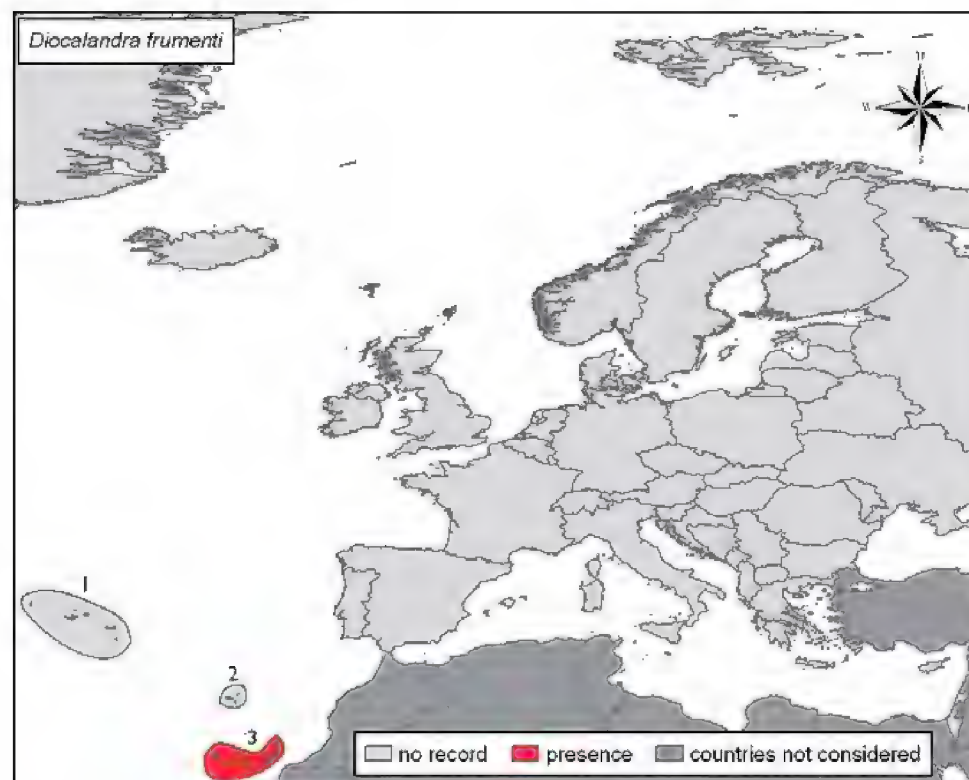 Diocalandra frumenti
W
S
1
2
3
no record
presence
countries not considered